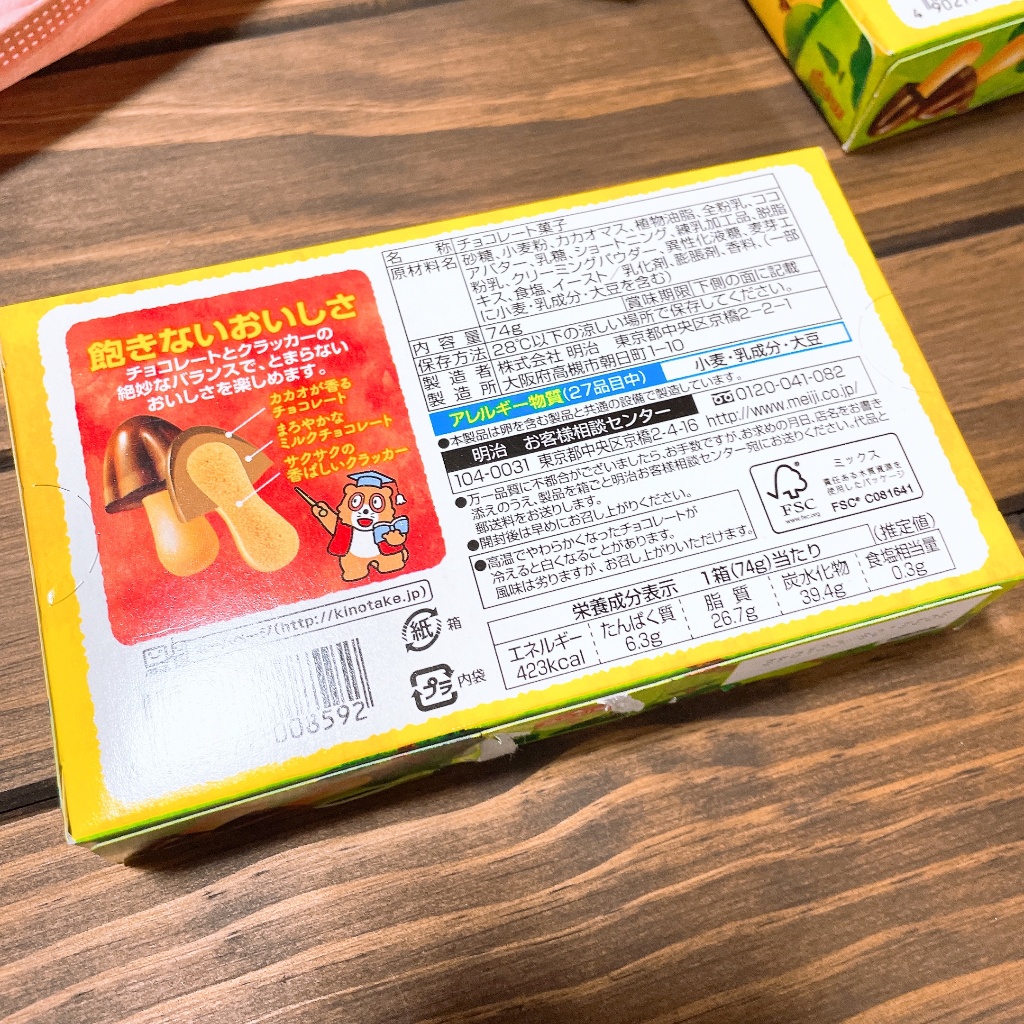 飽きないおいしさ
チョコレートとクラッカーの
絶妙なバランスで、とまらない
おいしさを楽しめます。
カカオが香る
チョコレート
まろやかな
ミルクチョコレート
サクサクの
香ばしいクラッカー
(http://kinotake.jp)
008592
紙 箱
プラ 内袋
名 称 チョコレート菓子
原材料名 砂糖、小麦粉、カカオマス、植物油脂、全粉乳、ココ
アバター、乳糖、ショートニング、練乳加工品、脱脂
粉乳、クリーミングパウダー、異性化液糖、麦芽エ
キス、食塩、イースト／乳化剤、膨脹剤、香料、(一部
に小麦・乳成分・大豆を含む)
内 容 量 74g 賞味期限 下側の面に記載
保存方法 28℃以下の涼しい場所で保存してください。
製 造 者 株式会社 明治 東京都中央区京橋2-2-1
製 造 所 大阪府高槻市朝日町1-10
アレルギー物質(27品目中) 小麦・乳成分・大豆
●本製品は卵を含む製品と共通の設備で製造しています。
明治 お客様相談センター 0120-041-082
104-0031 東京都中央区京橋2-4-16 http://www.meiji.co.jp/
●万一品質に不都合がございましたら、お手数ですが、お求めの月日、店名をお書き
添えのうえ、製品を箱ごと明治お客様相談センター宛にお送りください。代品と
郵送料をお送りします。
●開封後は早めにお召し上がりください。
●高温でやわらかくなったチョコレートが
冷えると白くなることがあります。
風味は劣りますが、お召し上がりいただけます。
FSC
www.fsc.org
ミックス
責任ある木質資源を
使用したパッケージ
FSC® C081641
栄養成分表示 1箱(74g)当たり (推定値)
エネルギー たんぱく質 脂 質 炭水化物 食塩相当量
423kcal 6.3g 26.7g 39.4g 0.3g